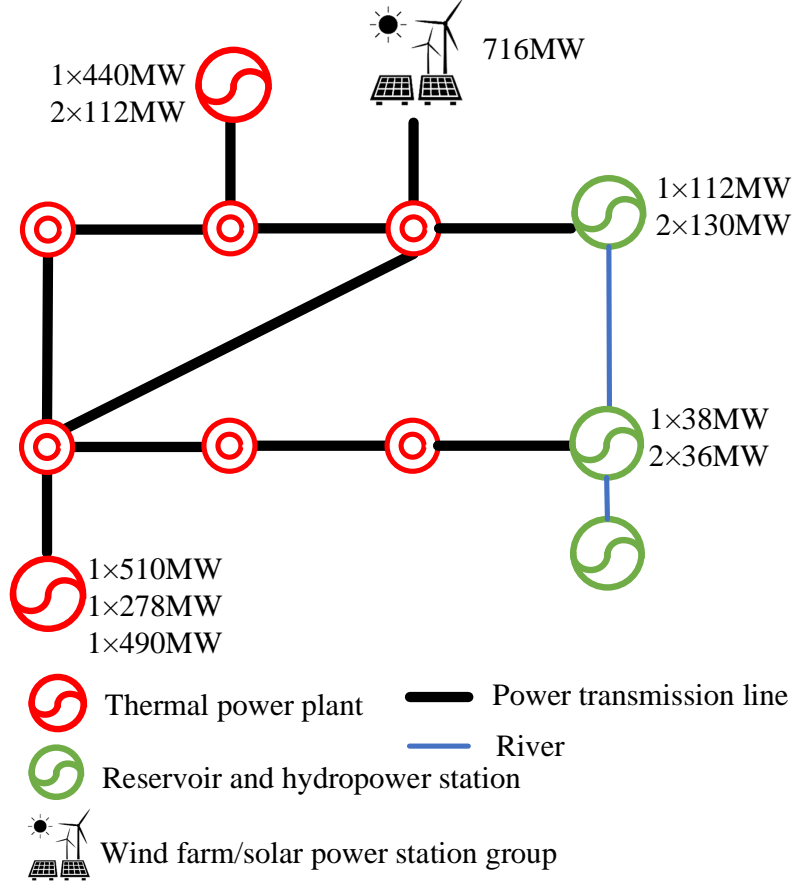 716MW
1×440MW
2×112MW
1×112MW
2×130MW
1×38MW
2×36MW
1×510MW
1×278MW
1×490MW
Thermal power plant
Power transmission line
River
Reservoir and hydropower station
Wind farm/solar power station group